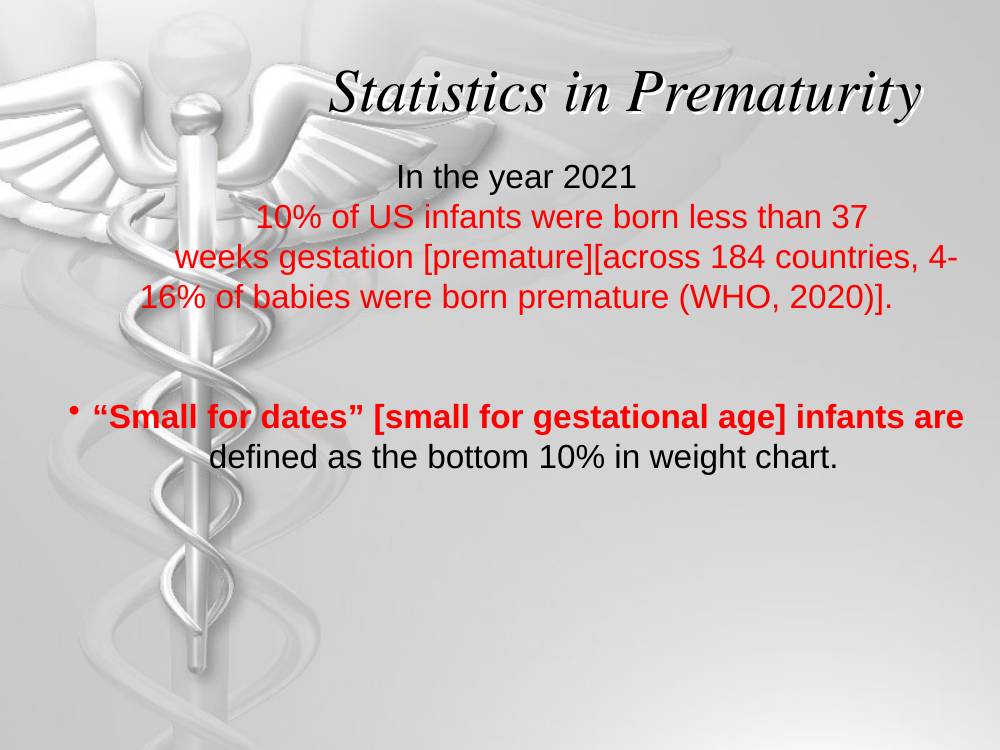 Statistics in Prematurity
In the year 2021
10% of US infants were born less than 37
weeks gestation [premature][across 184 countries, 4-
16% of babies were born premature (WHO, 2020)].
• “Small for dates” [small for gestational age] infants are
defined as the bottom 10% in weight chart.